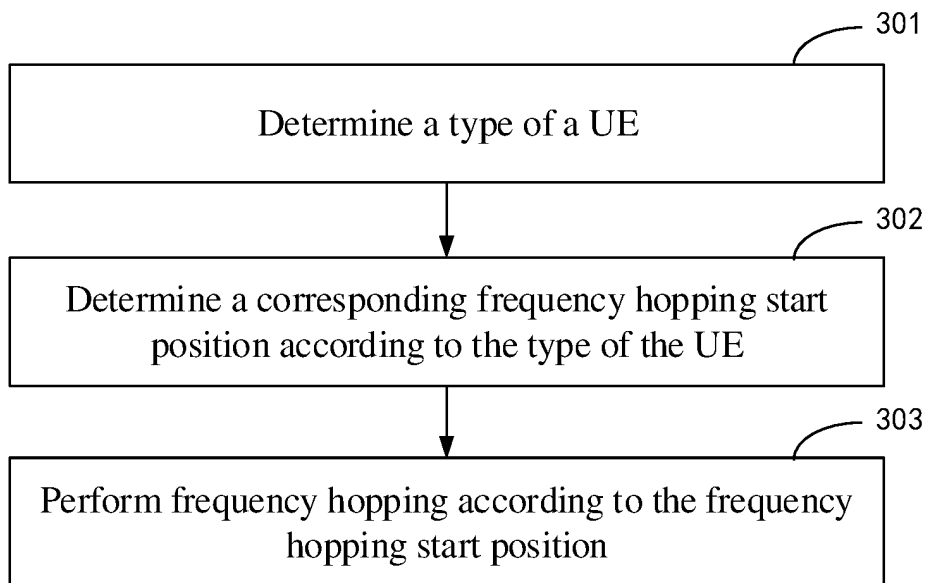 301
Determine a type of a UE
302
Determine a corresponding frequency hopping start
position according to the type of the UE
303
Perform frequency hopping according to the frequency
hopping start position